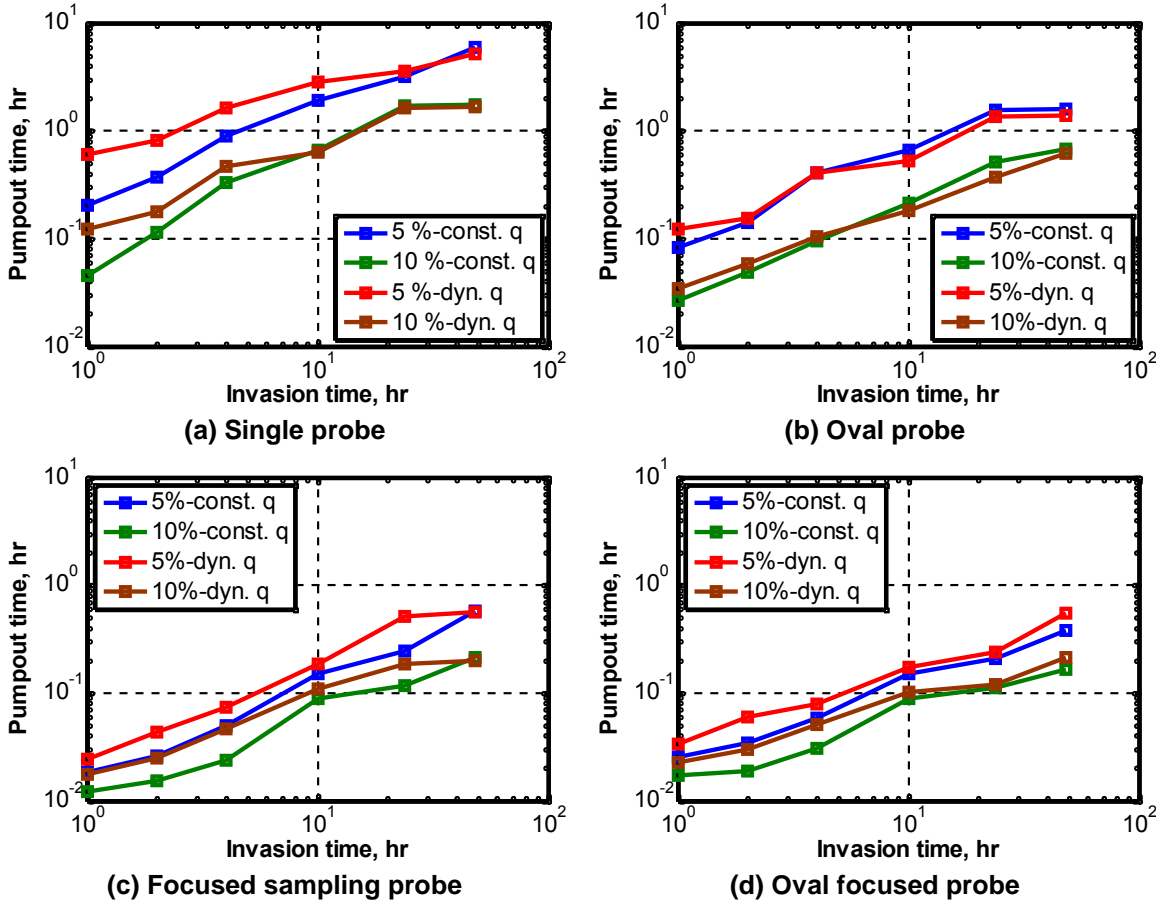 10^1
10^0
10^-1
10^-2
Pumpout time, hr
5 %-const. q
10 %-const. q
5 %-dyn. q
10 %-dyn. q
10^0
10^1
10^2
Invasion time, hr
(a) Single probe
10^1
10^0
10^-1
10^-2
Pumpout time, hr
5%-const. q
10%-const. q
5%-dyn. q
10%-dyn. q
10^0
10^1
10^2
Invasion time, hr
(b) Oval probe
10^1
10^0
10^-1
10^-2
Pumpout time, hr
5%-const. q
10%-const. q
5%-dyn. q
10%-dyn. q
10^0
10^1
10^2
Invasion time, hr
(c) Focused sampling probe
10^1
10^0
10^-1
10^-2
Pumpout time, hr
5%-const. q
10%-const. q
5%-dyn. q
10%-dyn. q
10^0
10^1
10^2
Invasion time, hr
(d) Oval focused probe